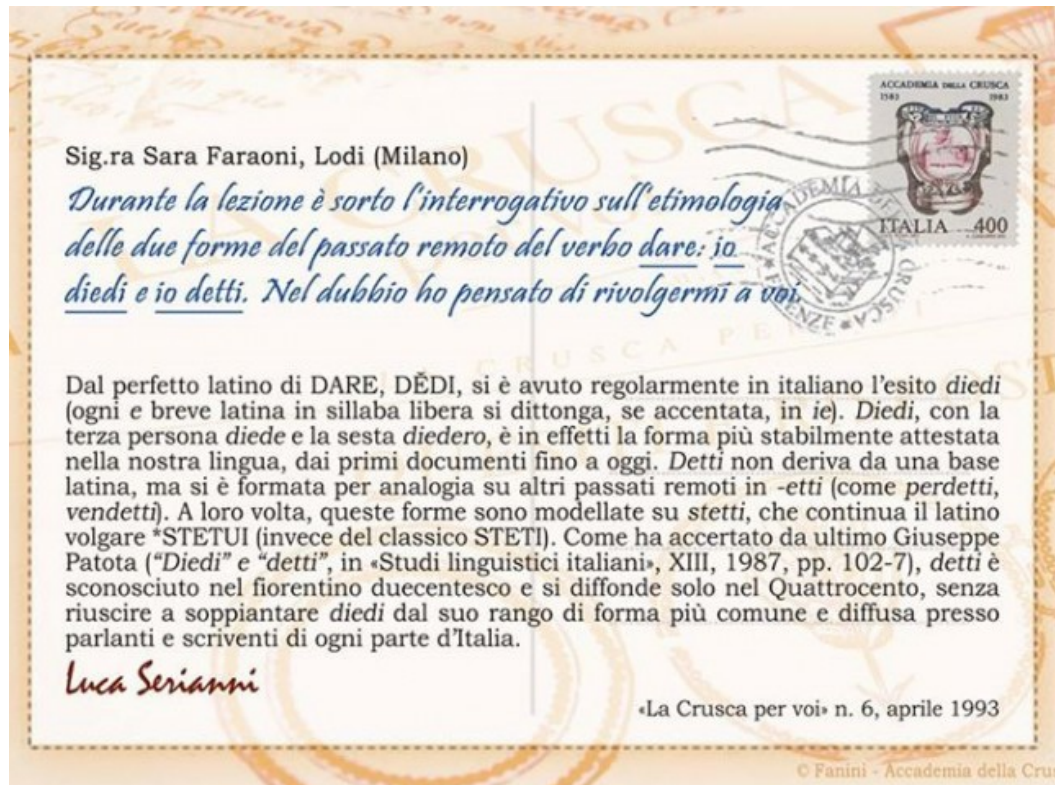 ACCADEMIA DELLA CRUSCA
1583 1983
ITALIA 400
Sig.ra Sara Faraoni, Lodi (Milano)
Durante la lezione è sorto l'interrogativo sull'etimologia
delle due forme del passato remoto del verbo dare: io
diedi e io detti. Nel dubbio ho pensato di rivolgermi a voi.
Dal perfetto latino di DARE, DĔDI, si è avuto regolarmente in italiano l'esito diedi
(ogni e breve latina in sillaba libera si dittonga, se accentata, in ie). Diedi, con la
terza persona diede e la sesta diedero, è in effetti la forma più stabilmente attestata
nella nostra lingua, dai primi documenti fino a oggi. Detti non deriva da una base
latina, ma si è formata per analogia su altri passati remoti in -etti (come perdetti,
vendetti). A loro volta, queste forme sono modellate su stetti, che continua il latino
volgare *STETUI (invece del classico STETI). Come ha accertato da ultimo Giuseppe
Patota ("Diedi" e "detti", in «Studi linguistici italiani», XIII, 1987, pp. 102-7), detti è
sconosciuto nel fiorentino duecentesco e si diffonde solo nel Quattrocento, senza
riuscire a soppiantare diedi dal suo rango di forma più comune e diffusa presso
parlanti e scriventi di ogni parte d'Italia.
Luca Serianni
«La Crusca per voi» n. 6, aprile 1993
© Fanini - Accademia della Cru